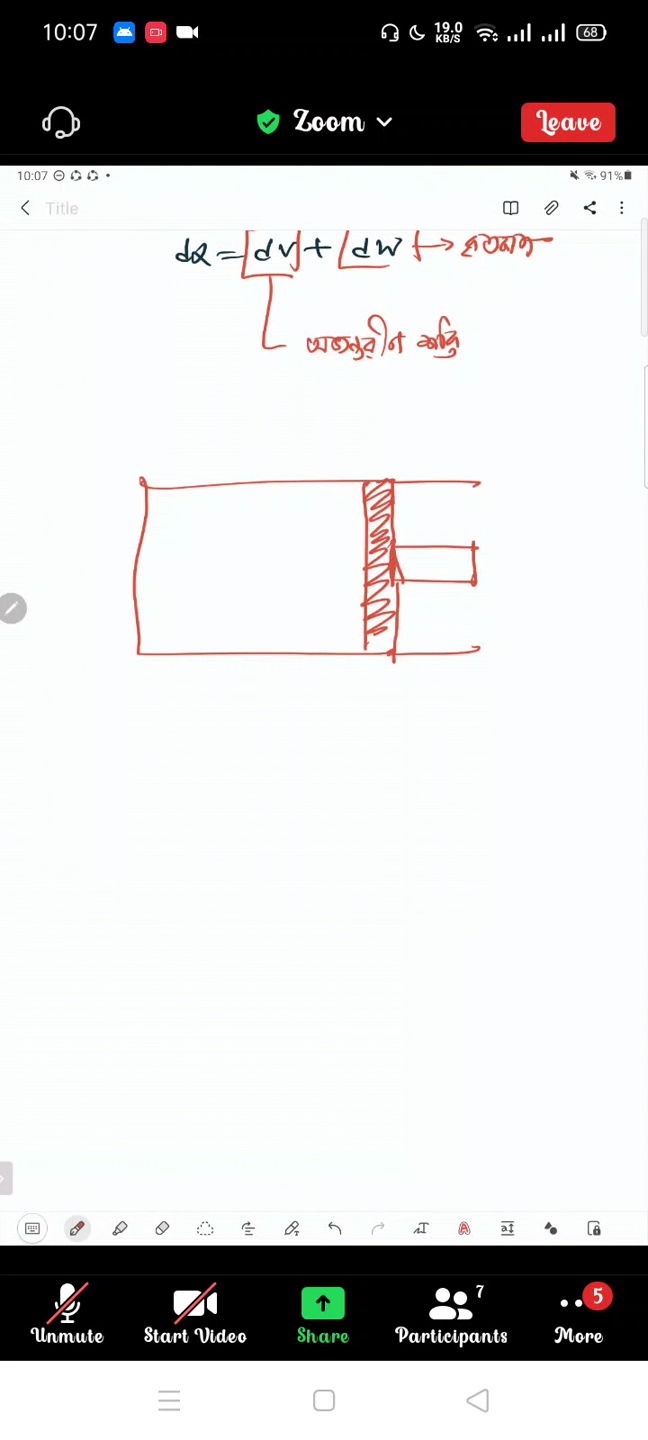 10:07 19.0 KB/S 68
Zoom Leave
10:07 91%
Title
dQ = dV + dW → কৃতকাজ
অভ্যন্তরীণ শক্তি
Unmute Start Video Share Participants 7 More 5